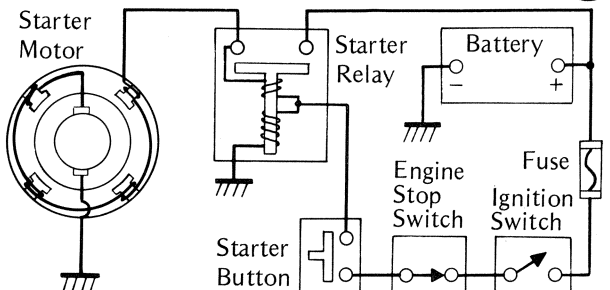 Starter
Motor
Starter
Relay
Battery
- +
Fuse
Engine
Stop
Switch
Ignition
Switch
Starter
Button